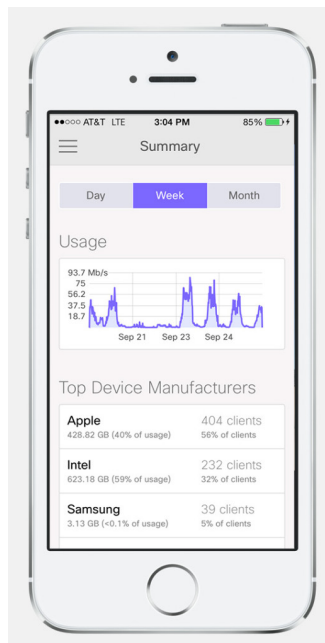 ●●○○○ AT&T LTE 3:04 PM 85%
Summary
Day Week Month
Usage
93.7 Mb/s
75
56.2
37.5
18.7
Sep 21 Sep 23 Sep 24
Top Device Manufacturers
Apple 404 clients
428.82 GB (40% of usage) 56% of clients
Intel 232 clients
623.18 GB (59% of usage) 32% of clients
Samsung 39 clients
3.13 GB (<0.1% of usage) 5% of clients